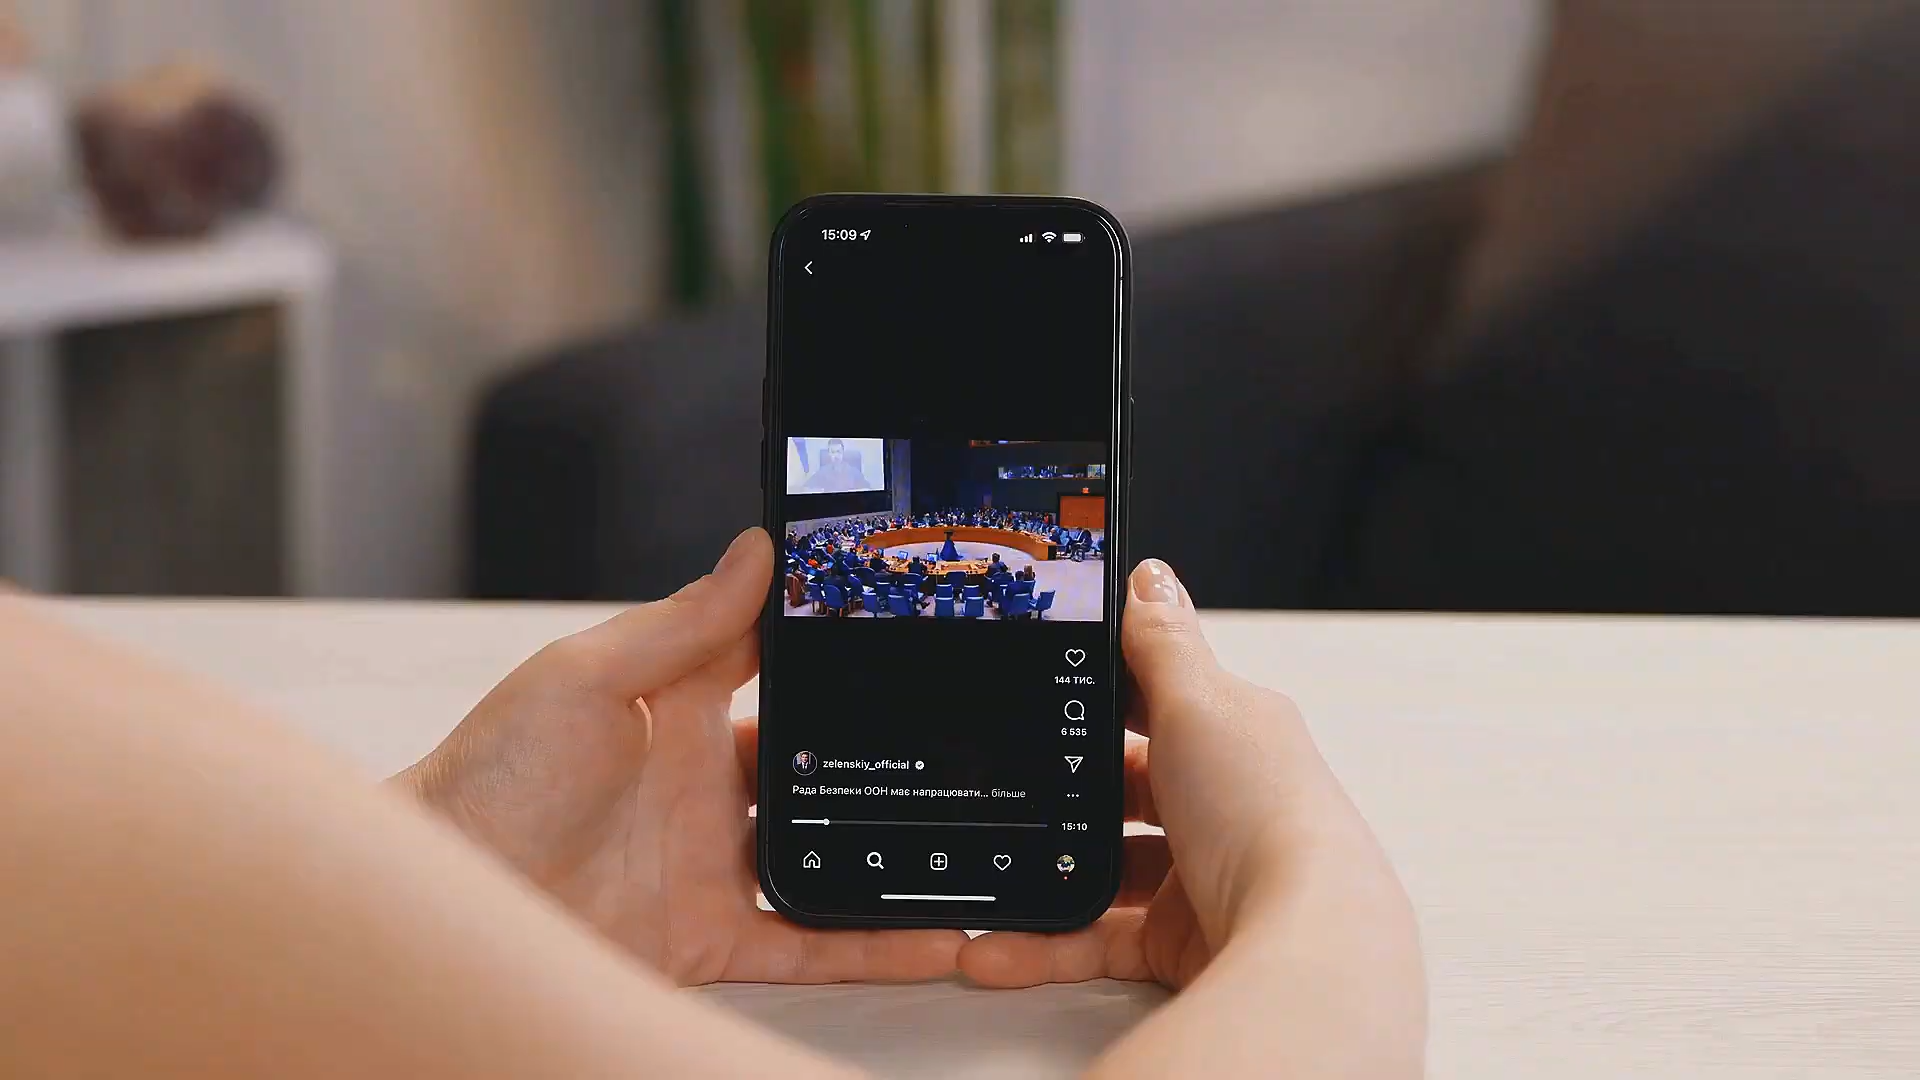 15:09
144 тис.
6 535
zelenskiy_official
Рада Безпеки ООН має напрацювати... більше
15:10